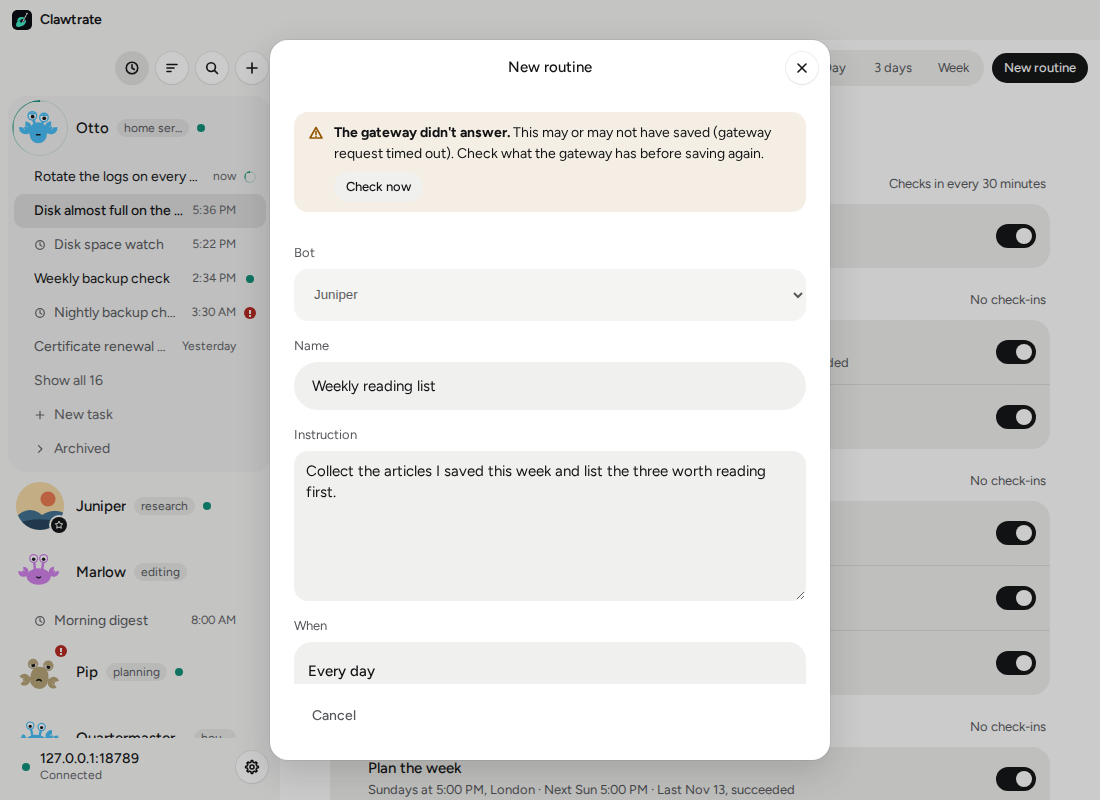 Clawtrate
Day
3 days
Week
New routine
Otto
home ser...
Rotate the logs on every ...
now
Disk almost full on the ...
5:36 PM
Disk space watch
5:22 PM
Weekly backup check
2:34 PM
Nightly backup ch...
3:30 AM
Certificate renewal ...
Yesterday
Show all 16
New task
Archived
Juniper
research
Marlow
editing
Morning digest
8:00 AM
Pip
planning
127.0.0.1:18789
Connected
New routine
The gateway didn't answer. This may or may not have saved (gateway
request timed out). Check what the gateway has before saving again.
Check now
Bot
Juniper
Name
Weekly reading list
Instruction
Collect the articles I saved this week and list the three worth reading
first.
When
Every day
Cancel
Checks in every 30 minutes
No check-ins
No check-ins
No check-ins
Plan the week
Sundays at 5:00 PM, London · Next Sun 5:00 PM · Last Nov 13, succeeded